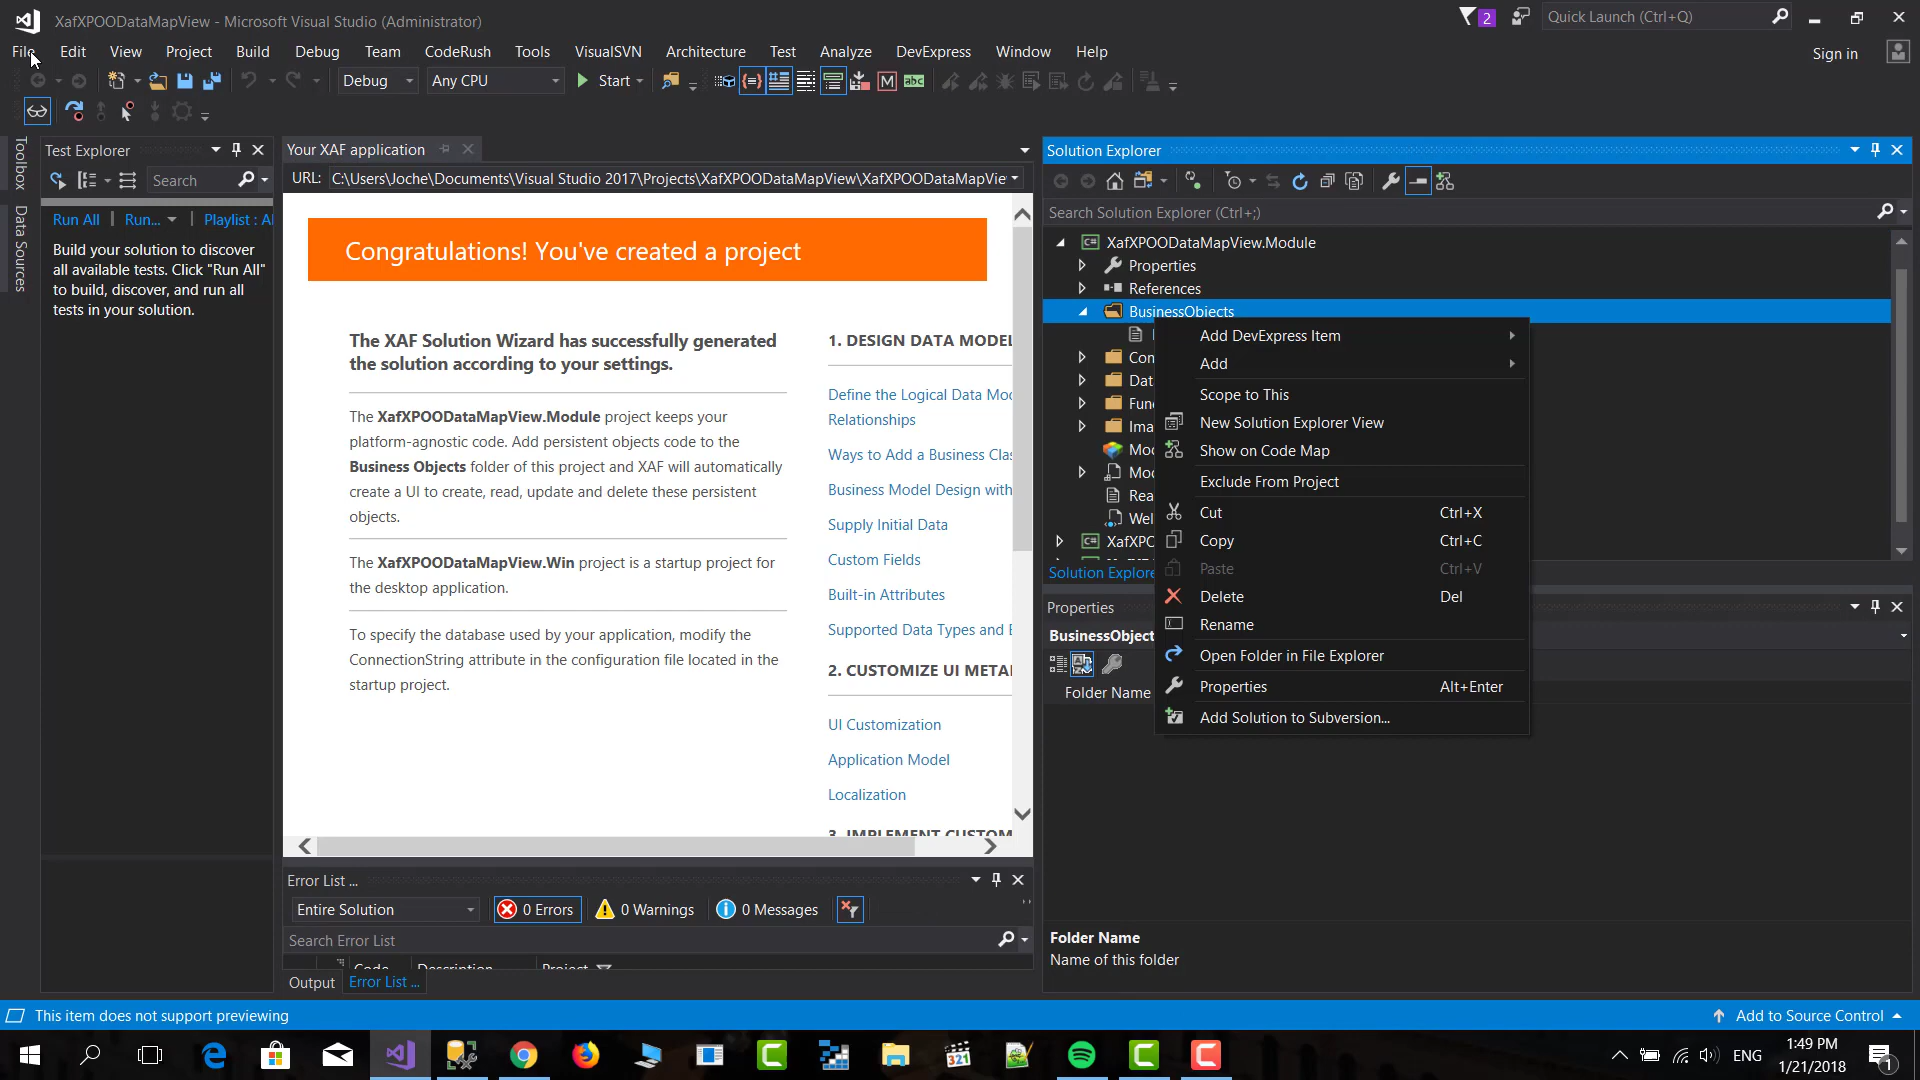 XafXPOODataMapView - Microsoft Visual Studio (Administrator)
2
Quick Launch (Ctrl+Q)
File Edit View Project Build Debug Team CodeRush Tools VisualSVN Architecture Test Analyze DevExpress Window Help
Sign in
Debug Any CPU Start
Toolbox
Data Sources
Test Explorer
Search
Run All | Run... | Playlist : Al
Build your solution to discover
all available tests. Click "Run All"
to build, discover, and run all
tests in your solution.
Your XAF application
URL: C:\Users\Joche\Documents\Visual Studio 2017\Projects\XafXPOODataMapView\XafXPOODataMapVie
Congratulations! You've created a project
The XAF Solution Wizard has successfully generated
the solution according to your settings.
The XafXPOODataMapView.Module project keeps your
platform-agnostic code. Add persistent objects code to the
Business Objects folder of this project and XAF will automatically
create a UI to create, read, update and delete these persistent
objects.
The XafXPOODataMapView.Win project is a startup project for
the desktop application.
To specify the database used by your application, modify the
ConnectionString attribute in the configuration file located in the
startup project.
1. DESIGN DATA MODEL
Define the Logical Data Mod
Relationships
Ways to Add a Business Clas
Business Model Design with
Supply Initial Data
Custom Fields
Built-in Attributes
Supported Data Types and E
2. CUSTOMIZE UI META
UI Customization
Application Model
Localization
3. IMPLEMENT CUSTOM
Error List ...
Entire Solution
0 Errors
0 Warnings
0 Messages
Search Error List
Code Description Project
Output Error List ...
Solution Explorer
Search Solution Explorer (Ctrl+;)
XafXPOODataMapView.Module
Properties
References
BusinessObjects
Con
Dat
Fun
Ima
Mod
Mod
Rea
Wel
XafXPO
Solution Explore
Add DevExpress Item
Add
Scope to This
New Solution Explorer View
Show on Code Map
Exclude From Project
Cut Ctrl+X
Copy Ctrl+C
Paste Ctrl+V
Delete Del
Rename
Open Folder in File Explorer
Properties Alt+Enter
Add Solution to Subversion...
Properties
BusinessObject
Folder Name
Folder Name
Name of this folder
This item does not support previewing
Add to Source Control
ENG
1:49 PM
1/21/2018
1